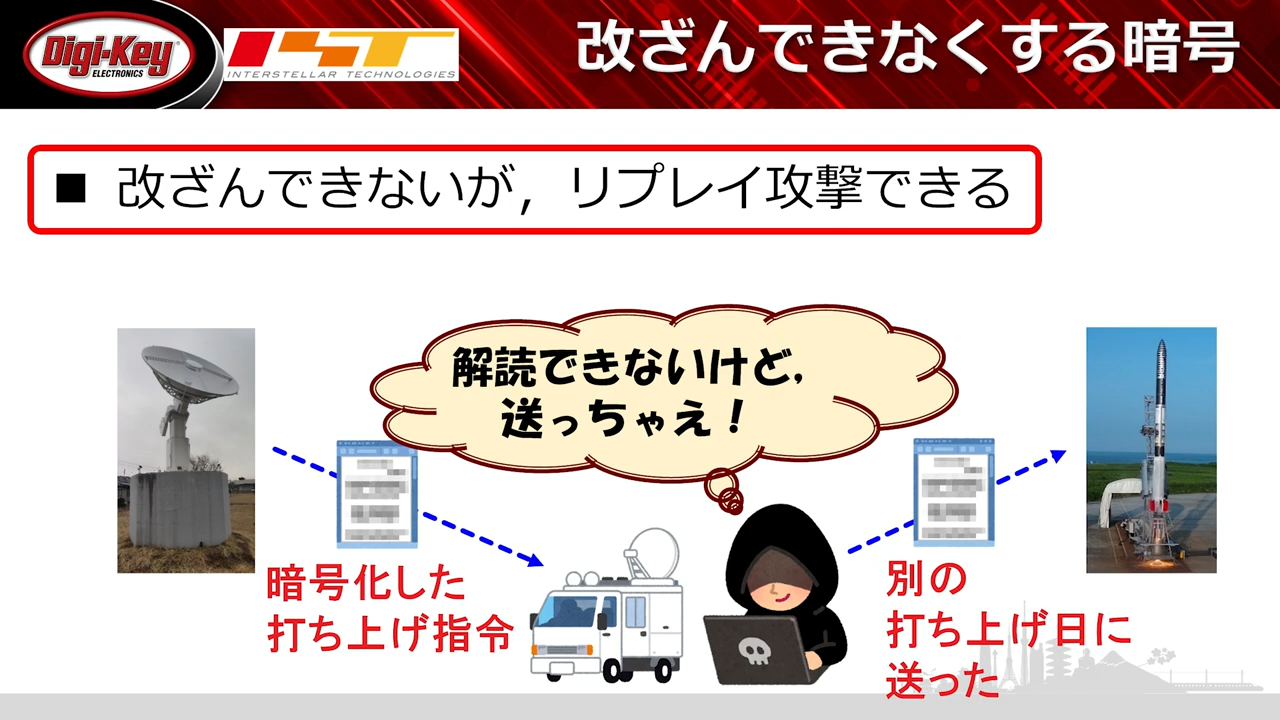 Digi-Key
ELECTRONICS
IST
INTERSTELLAR TECHNOLOGIES
改ざんできなくする暗号
■ 改ざんできないが，リプレイ攻撃できる
解読できないけど,
送っちゃえ！
暗号化した
打ち上げ指令
別の
打ち上げ日に
送った